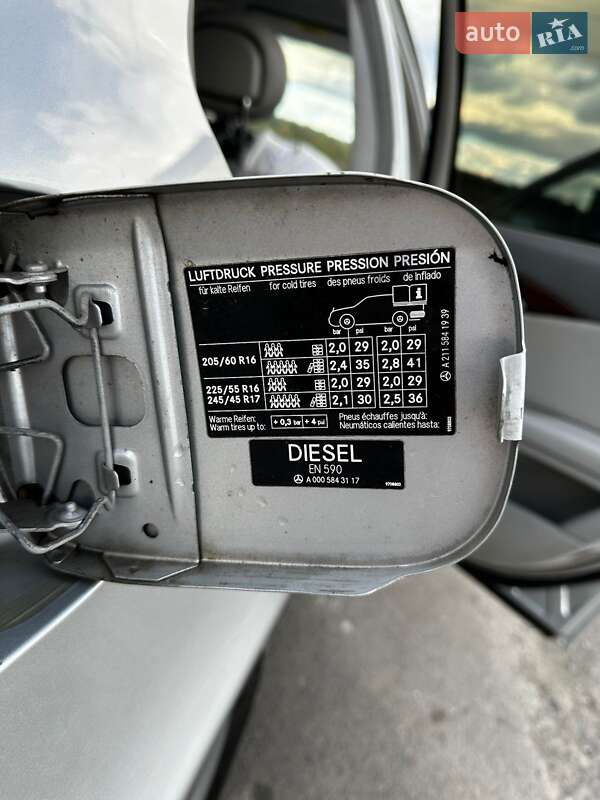 auto RIA .com
LUFTDRUCK PRESSURE PRESSION PRESIÓN
für kalte Reifen for cold tires des pneus froids de inflado
i
bar psi bar psi
205/60 R16 2,0 29 2,0 29
2,4 35 2,8 41
225/55 R16 2,0 29 2,0 29
245/45 R17 2,1 30 2,5 36
Warme Reifen: + 0,3 bar + 4 psi Pneus échauffés jusqu'à:
Warm tires up to: Neumáticos calientes hasta:
A 211 584 19 39
DIESEL
EN 590
A 000 584 31 17